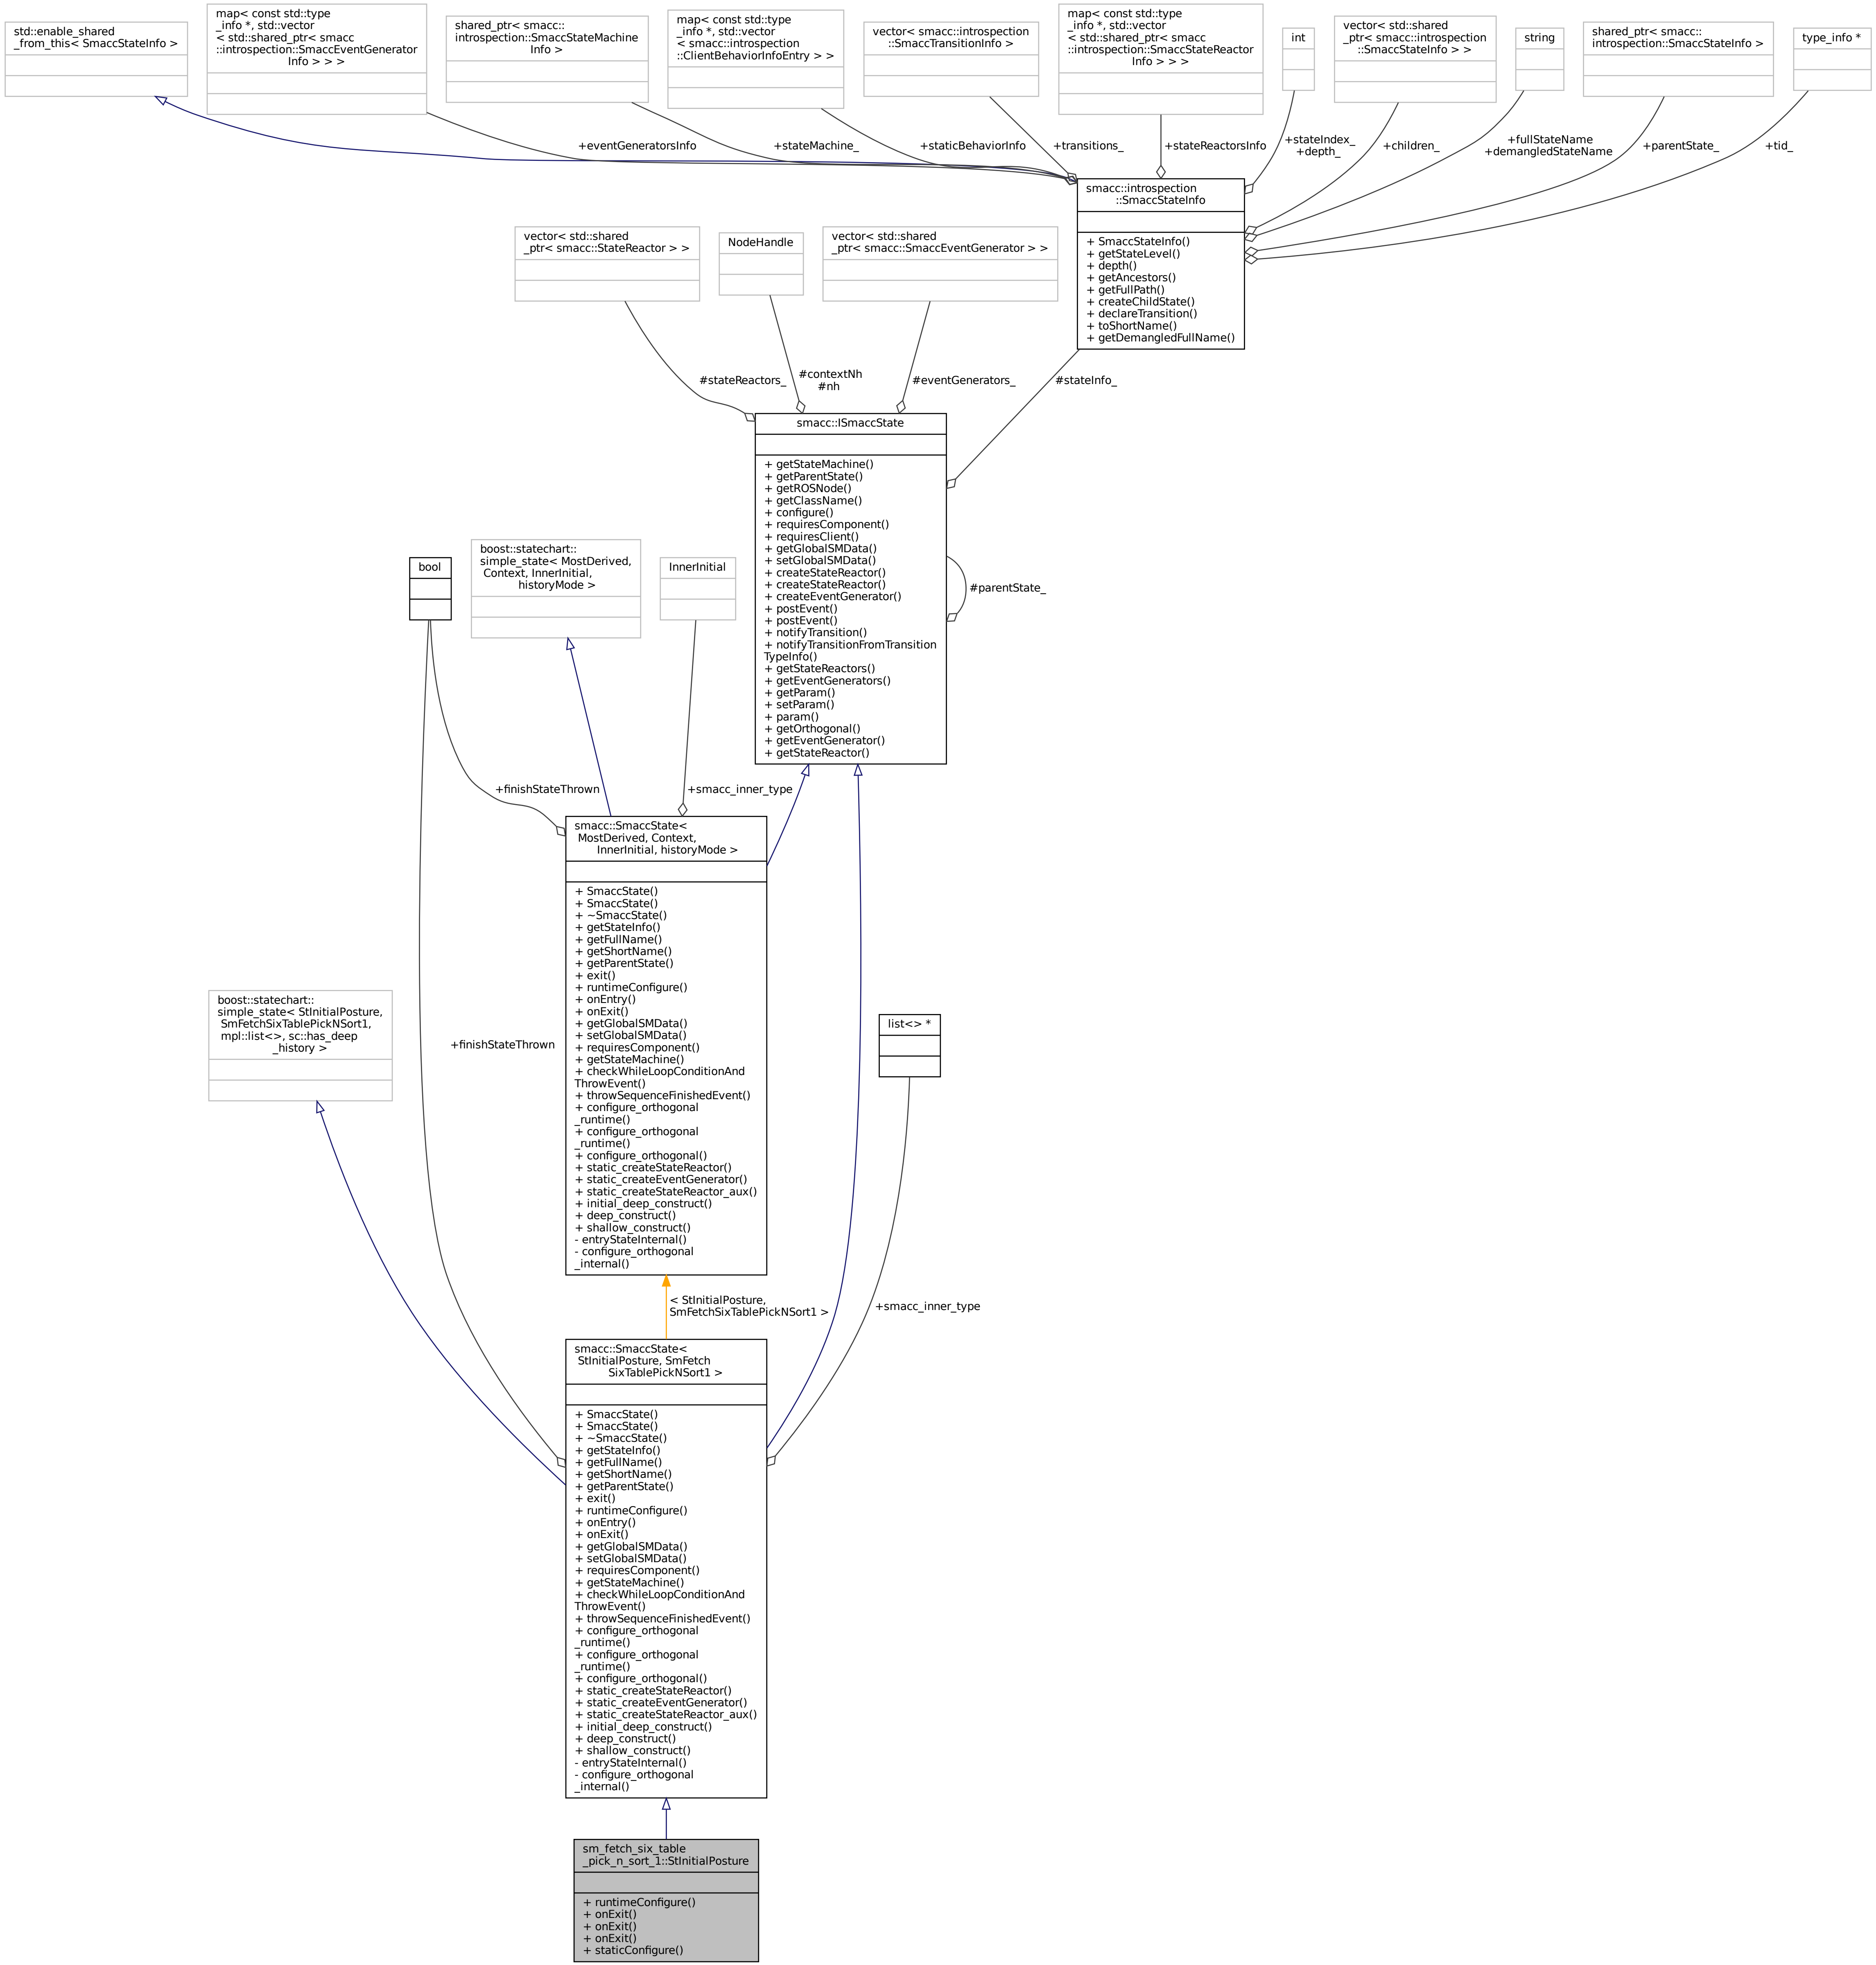 std::enable_shared
_from_this< SmaccStateInfo >
map< const std::type
_info *, std::vector
< std::shared_ptr< smacc
::introspection::SmaccEventGenerator
Info > > >
shared_ptr< smacc::
introspection::SmaccStateMachine
Info >
map< const std::type
_info *, std::vector
< smacc::introspection
::ClientBehaviorInfoEntry > >
vector< smacc::introspection
::SmaccTransitionInfo >
map< const std::type
_info *, std::vector
< std::shared_ptr< smacc
::introspection::SmaccStateReactor
Info > > >
int
vector< std::shared
_ptr< smacc::introspection
::SmaccStateInfo > >
string
shared_ptr< smacc::
introspection::SmaccStateInfo >
type_info *
+eventGeneratorsInfo
+stateMachine_
+staticBehaviorInfo
+transitions_
+stateReactorsInfo
+stateIndex_
+depth_
+children_
+fullStateName
+demangledStateName
+parentState_
+tid_
smacc::introspection
::SmaccStateInfo
+ SmaccStateInfo()
+ getStateLevel()
+ depth()
+ getAncestors()
+ getFullPath()
+ createChildState()
+ declareTransition()
+ toShortName()
+ getDemangledFullName()
vector< std::shared
_ptr< smacc::StateReactor > >
NodeHandle
vector< std::shared
_ptr< smacc::SmaccEventGenerator > >
#stateReactors_
#contextNh
#nh
#eventGenerators_
#stateInfo_
smacc::ISmaccState
+ getStateMachine()
+ getParentState()
+ getROSNode()
+ getClassName()
+ configure()
+ requiresComponent()
+ requiresClient()
+ getGlobalSMData()
+ setGlobalSMData()
+ createStateReactor()
+ createStateReactor()
+ createEventGenerator()
+ postEvent()
+ postEvent()
+ notifyTransition()
+ notifyTransitionFromTransition
TypeInfo()
+ getStateReactors()
+ getEventGenerators()
+ getParam()
+ setParam()
+ param()
+ getOrthogonal()
+ getEventGenerator()
+ getStateReactor()
#parentState_
bool
boost::statechart::
simple_state< MostDerived,
Context, InnerInitial,
historyMode >
InnerInitial
+finishStateThrown
+smacc_inner_type
smacc::SmaccState<
MostDerived, Context,
InnerInitial, historyMode >
+ SmaccState()
+ SmaccState()
+ ~SmaccState()
+ getStateInfo()
+ getFullName()
+ getShortName()
+ getParentState()
+ exit()
+ runtimeConfigure()
+ onEntry()
+ onExit()
+ getGlobalSMData()
+ setGlobalSMData()
+ requiresComponent()
+ getStateMachine()
+ checkWhileLoopConditionAnd
ThrowEvent()
+ throwSequenceFinishedEvent()
+ configure_orthogonal
_runtime()
+ configure_orthogonal
_runtime()
+ configure_orthogonal()
+ static_createStateReactor()
+ static_createEventGenerator()
+ static_createStateReactor_aux()
+ initial_deep_construct()
+ deep_construct()
+ shallow_construct()
- entryStateInternal()
- configure_orthogonal
_internal()
boost::statechart::
simple_state< StInitialPosture,
SmFetchSixTablePickNSort1,
mpl::list<>, sc::has_deep
_history >
+finishStateThrown
list<> *
< StInitialPosture,
SmFetchSixTablePickNSort1 >
+smacc_inner_type
smacc::SmaccState<
StInitialPosture, SmFetch
SixTablePickNSort1 >
+ SmaccState()
+ SmaccState()
+ ~SmaccState()
+ getStateInfo()
+ getFullName()
+ getShortName()
+ getParentState()
+ exit()
+ runtimeConfigure()
+ onEntry()
+ onExit()
+ getGlobalSMData()
+ setGlobalSMData()
+ requiresComponent()
+ getStateMachine()
+ checkWhileLoopConditionAnd
ThrowEvent()
+ throwSequenceFinishedEvent()
+ configure_orthogonal
_runtime()
+ configure_orthogonal
_runtime()
+ configure_orthogonal()
+ static_createStateReactor()
+ static_createEventGenerator()
+ static_createStateReactor_aux()
+ initial_deep_construct()
+ deep_construct()
+ shallow_construct()
- entryStateInternal()
- configure_orthogonal
_internal()
sm_fetch_six_table
_pick_n_sort_1::StInitialPosture
+ runtimeConfigure()
+ onExit()
+ onExit()
+ onExit()
+ staticConfigure()